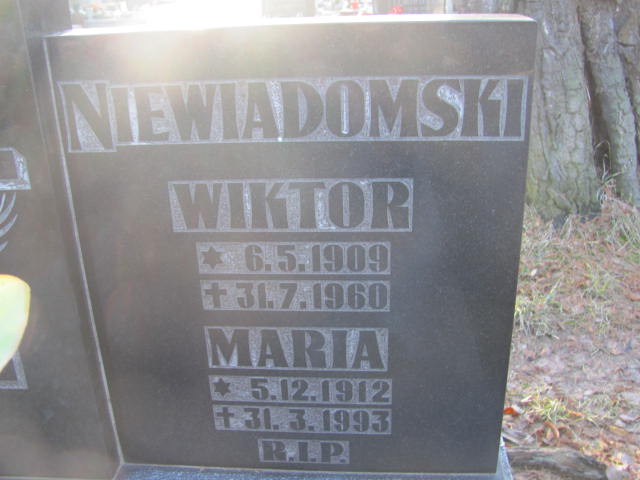 NIEWIADOMSKI
WIKTOR
✶ 6.5.1909
✝ 31.7.1960
MARIA
✶ 5.12.1912
✝ 31.3.1993
R.I.P.